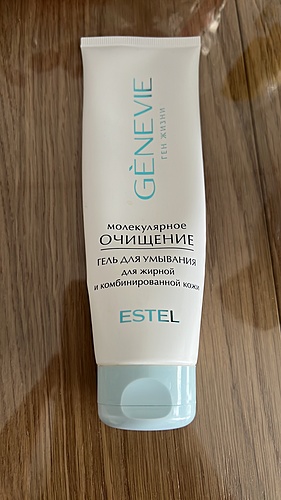 GÈNEVIE
ГЕН ЖИЗНИ
МОЛЕКУЛЯРНОЕ
ОЧИЩЕНИЕ
ГЕЛЬ ДЛЯ УМЫВАНИЯ
для жирной
и комбинированной кожи
ESTEL